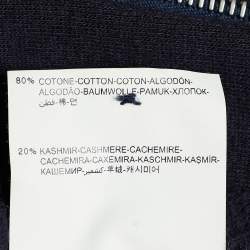 80% COTONE-COTTON-COTON-ALGODÓN-
ALGODÃO-BAUMWOLLE-PAMUK-ХЛОПОК-
قطن-棉-면
20% KASHMIR-CASHMERE-CACHEMIRE-
CACHEMIRA-CAXEMIRA-KASCHMIR-KAŞMİR-
КАШЕМИР-كشمير-羊绒-캐시미어